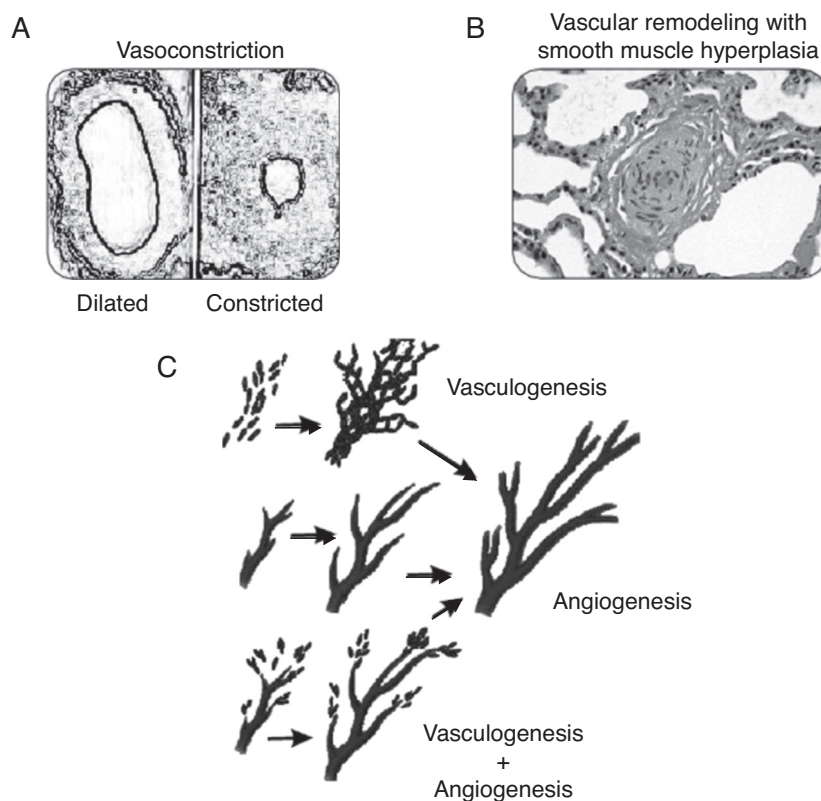 A
Vasoconstriction
Dilated
Constricted
B
Vascular remodeling with
smooth muscle hyperplasia
C
Vasculogenesis
Angiogenesis
Vasculogenesis
+
Angiogenesis